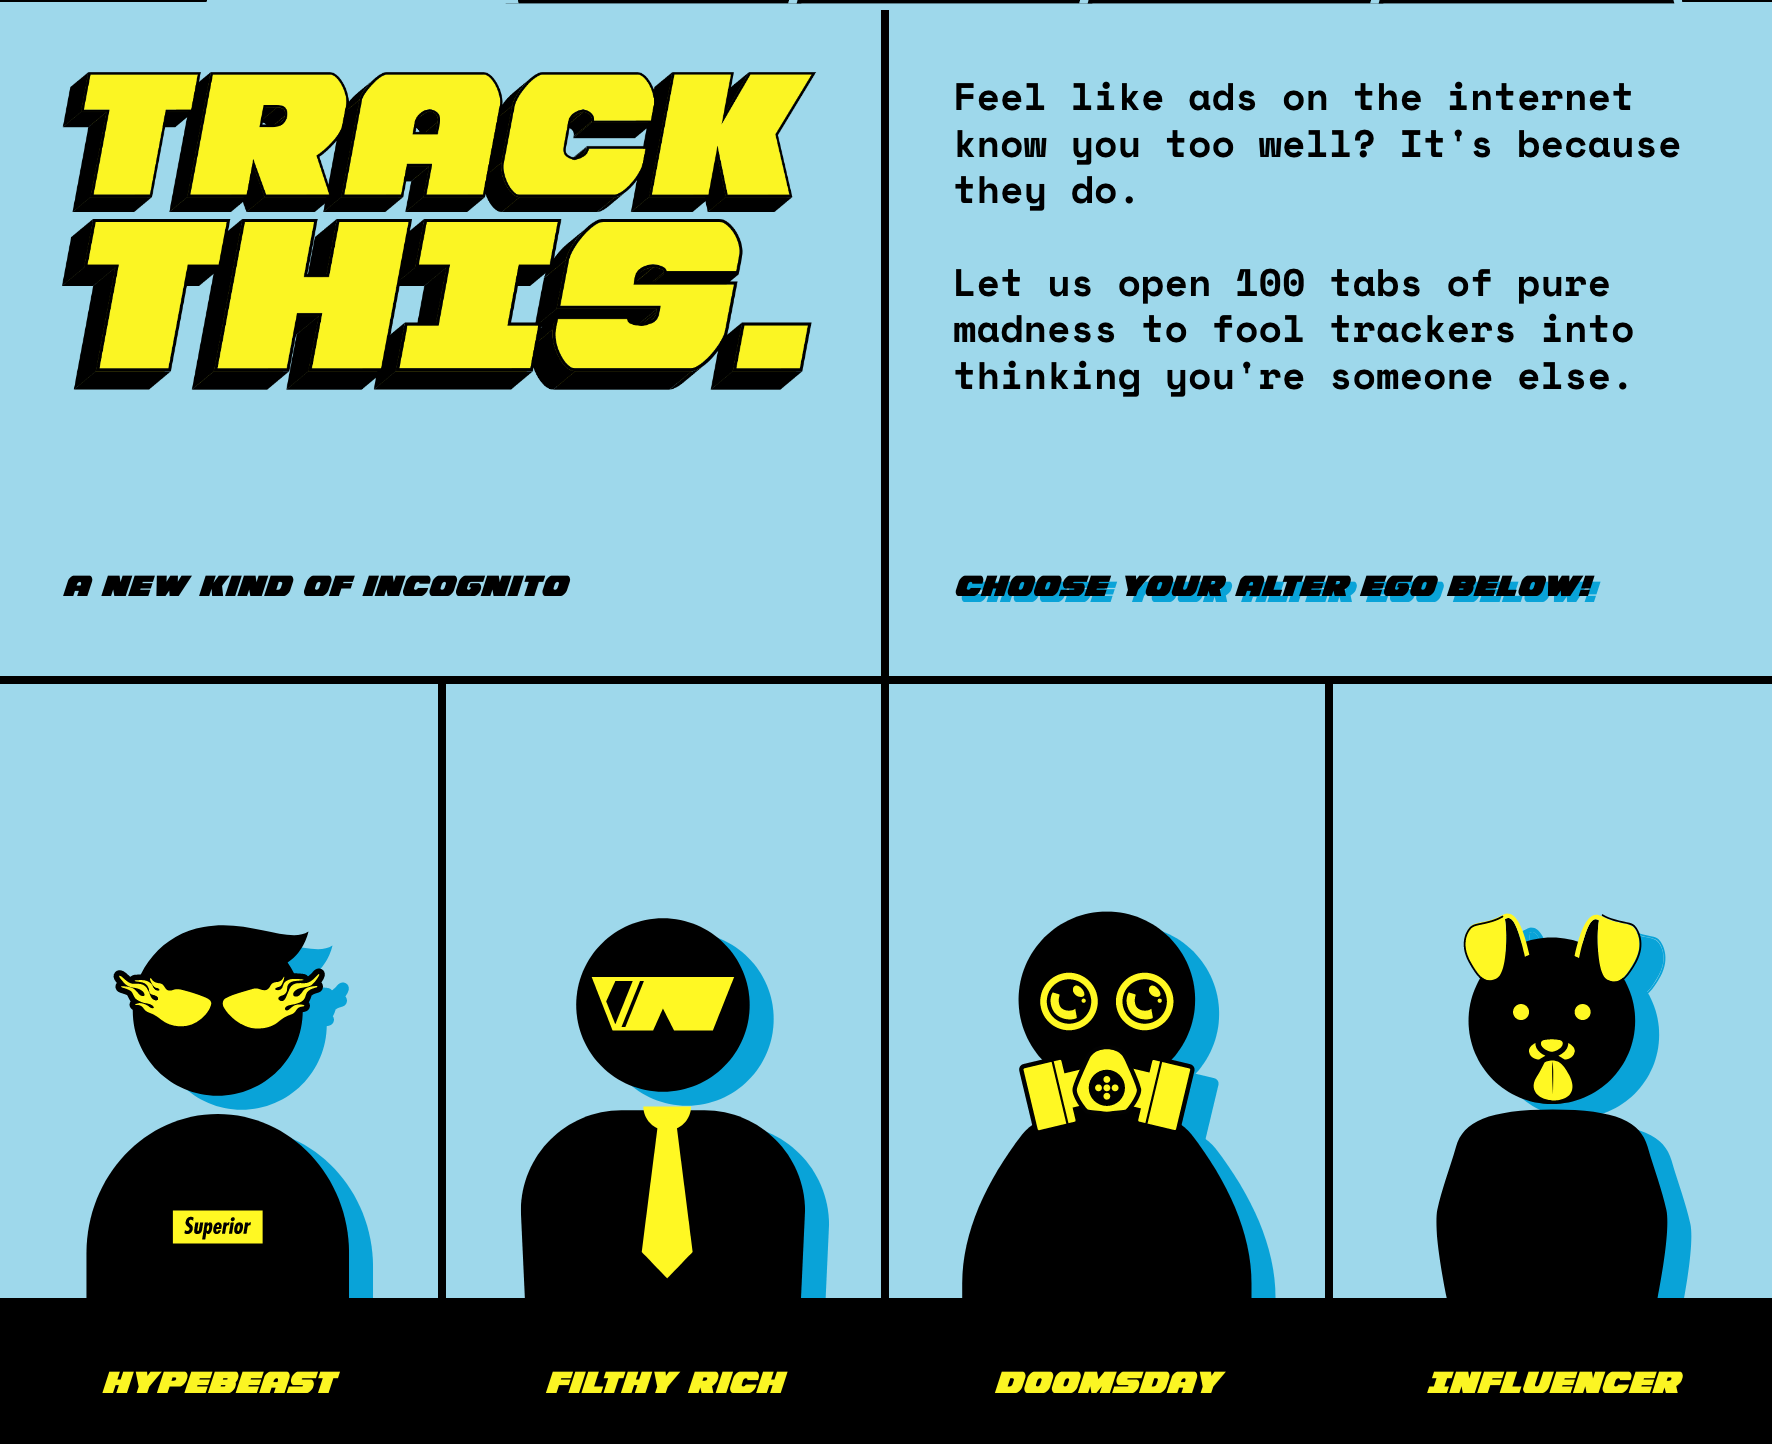 TRACK
THIS.
A NEW KIND OF INCOGNITO
Feel like ads on the internet
know you too well? It's because
they do.
Let us open 100 tabs of pure
madness to fool trackers into
thinking you're someone else.
CHOOSE YOUR ALTER EGO BELOW!
Superior
HYPEBEAST
FILTHY RICH
DOOMSDAY
INFLUENCER